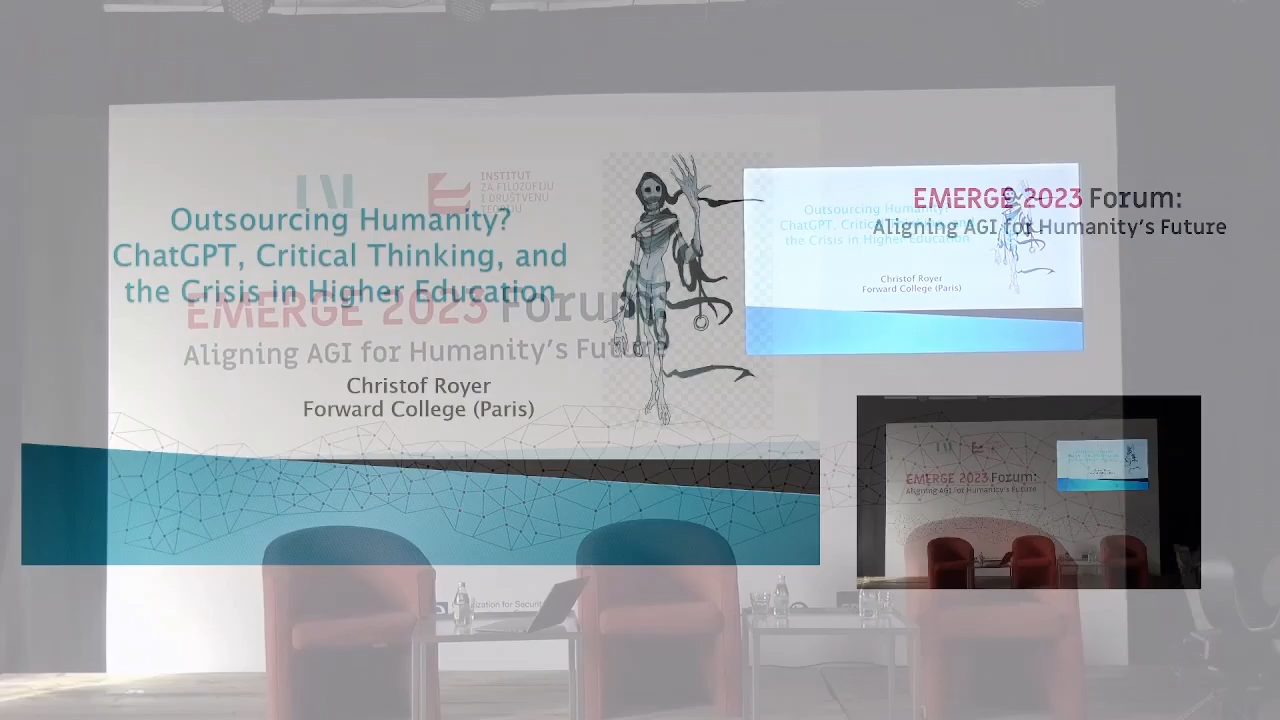 INSTITUT
ZA FILOZOFIJU
I DRUŠTVENU
TEORIJU
Outsourcing Humanity?
ChatGPT, Critical Thinking, and
the Crisis in Higher Education
EMERGE 2023 Forum:
Aligning AGI for Humanity's Future
Christof Royer
Forward College (Paris)
EMERGE 2023 Forum:
Aligning AGI for Humanity's Future
Outsourcing Humanity?
ChatGPT, Critical Thinking, and
the Crisis in Higher Education
Christof Royer
Forward College (Paris)
EMERGE 2023 Forum:
Aligning AGI for Humanity's Future